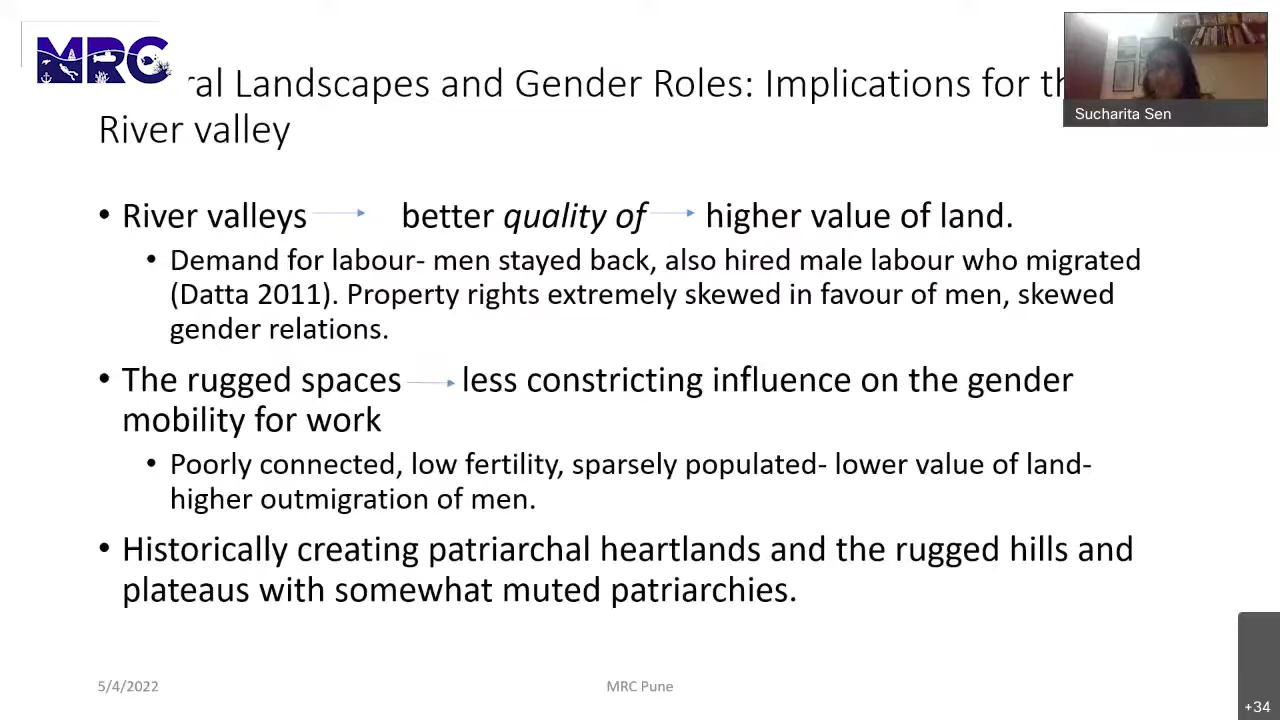 MRC
ral Landscapes and Gender Roles: Implications for th
River valley
Sucharita Sen
• River valleys better quality of higher value of land.
• Demand for labour- men stayed back, also hired male labour who migrated
(Datta 2011). Property rights extremely skewed in favour of men, skewed
gender relations.
• The rugged spaces less constricting influence on the gender
mobility for work
• Poorly connected, low fertility, sparsely populated- lower value of land-
higher outmigration of men.
• Historically creating patriarchal heartlands and the rugged hills and
plateaus with somewhat muted patriarchies.
5/4/2022
MRC Pune
+34